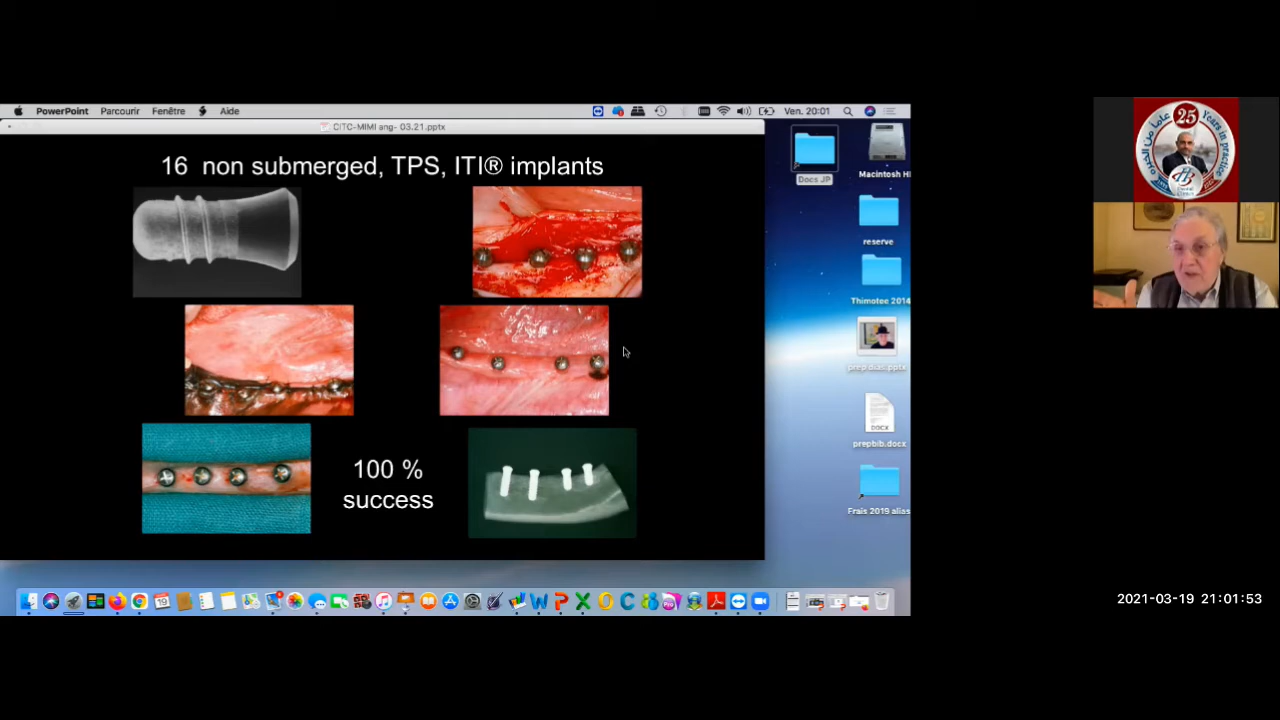 PowerPoint Parcourir Fenêtre Aide
Ven. 20:01
CITC-MIMI ang- 03.21.pptx
16 non submerged, TPS, ITI® implants
100 %
success
Docs JP
Macintosh H
reserve
Thimotee 2014
prepbib.docx
DOCX
Frais 2019 alias
19
25
Years in practice
2021-03-19 21:01:53